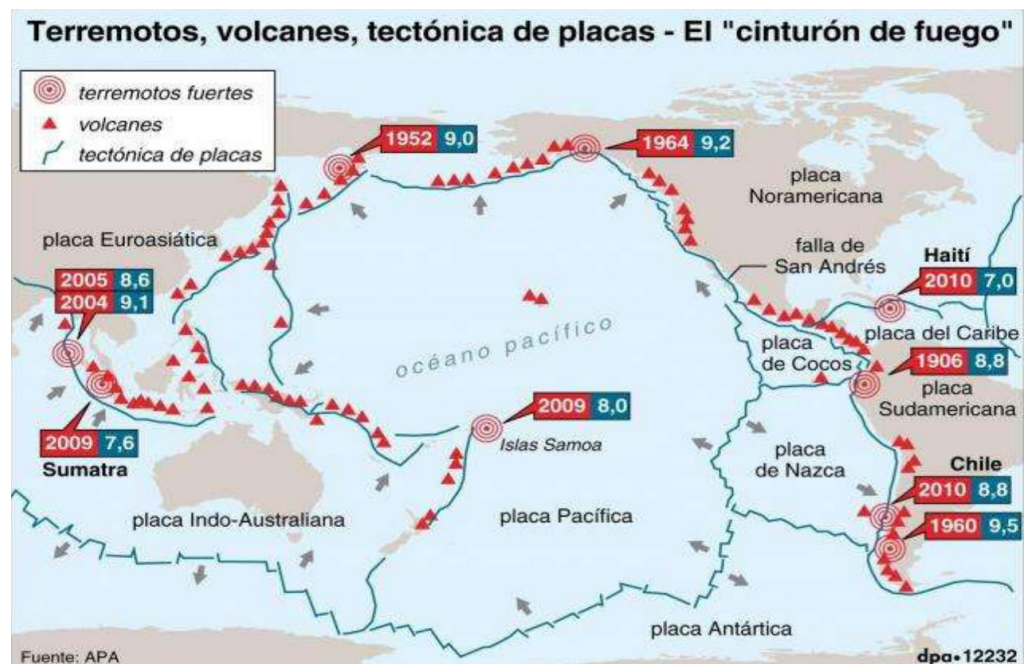 Terremotos, volcanes, tectónica de placas - El "cinturón de fuego"
terremotos fuertes
volcanes
tectónica de placas
1952 9,0
1964 9,2
placa
Noramericana
placa Euroasiática
falla de
San Andrés
Haití
2010 7,0
2005 8,6
2004 9,1
océano pacífico
placa del Caribe
placa
de Cocos
1906 8,8
placa
Sudamericana
2009 8,0
Islas Samoa
2009 7,6
Sumatra
placa
de Nazca
Chile
2010 8,8
1960 9,5
placa Indo-Australiana
placa Pacífica
placa Antártica
Fuente: APA
dpa•12232